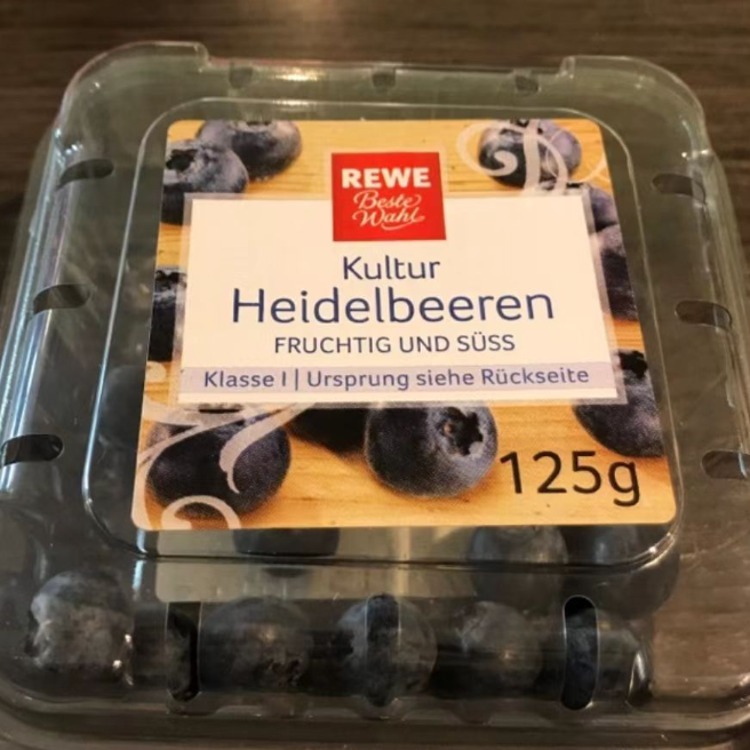 REWE
Beste
Wahl
Kultur
Heidelbeeren
FRUCHTIG UND SÜSS
Klasse I | Ursprung siehe Rückseite
125g